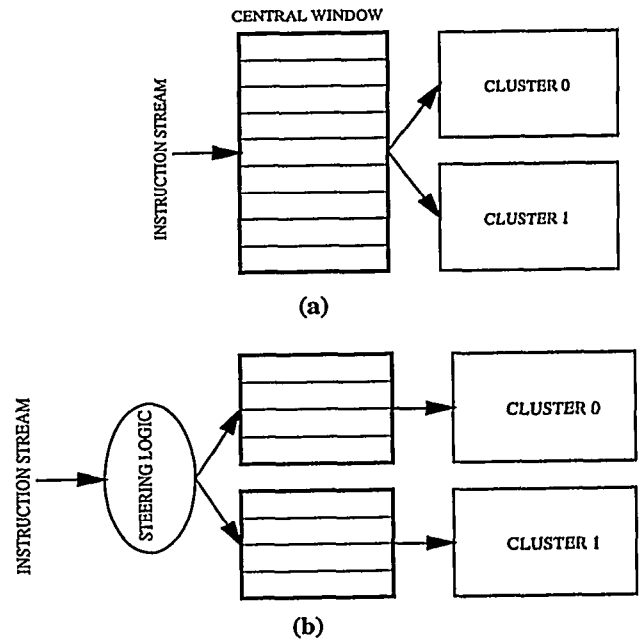 CENTRAL WINDOW
INSTRUCTION STREAM
CLUSTER 0
CLUSTER 1
(a)
INSTRUCTION STREAM
STEERING LOGIC
CLUSTER 0
CLUSTER 1
(b)